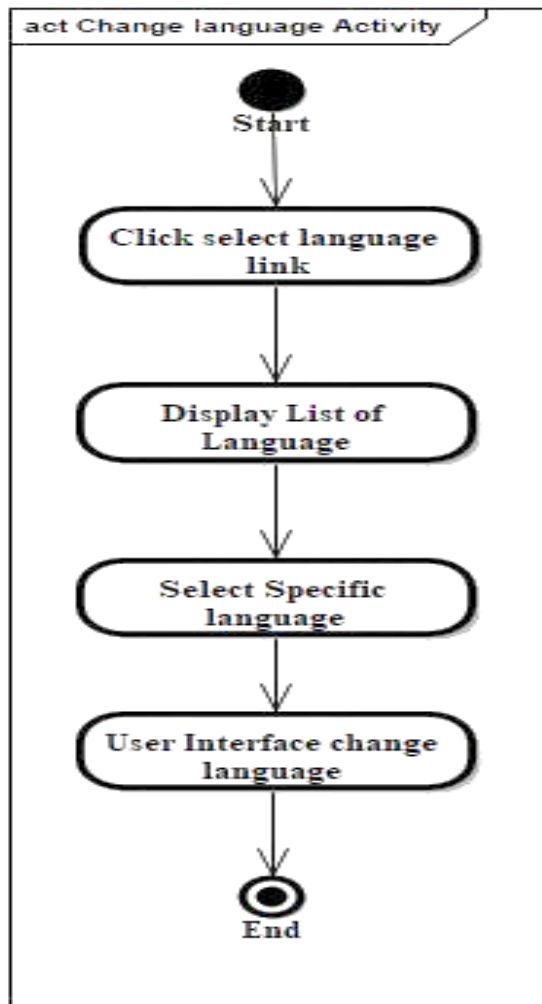 act Change language Activity
Start
Click select language
link
Display List of
Language
Select Specific
language
User Interface change
language
End